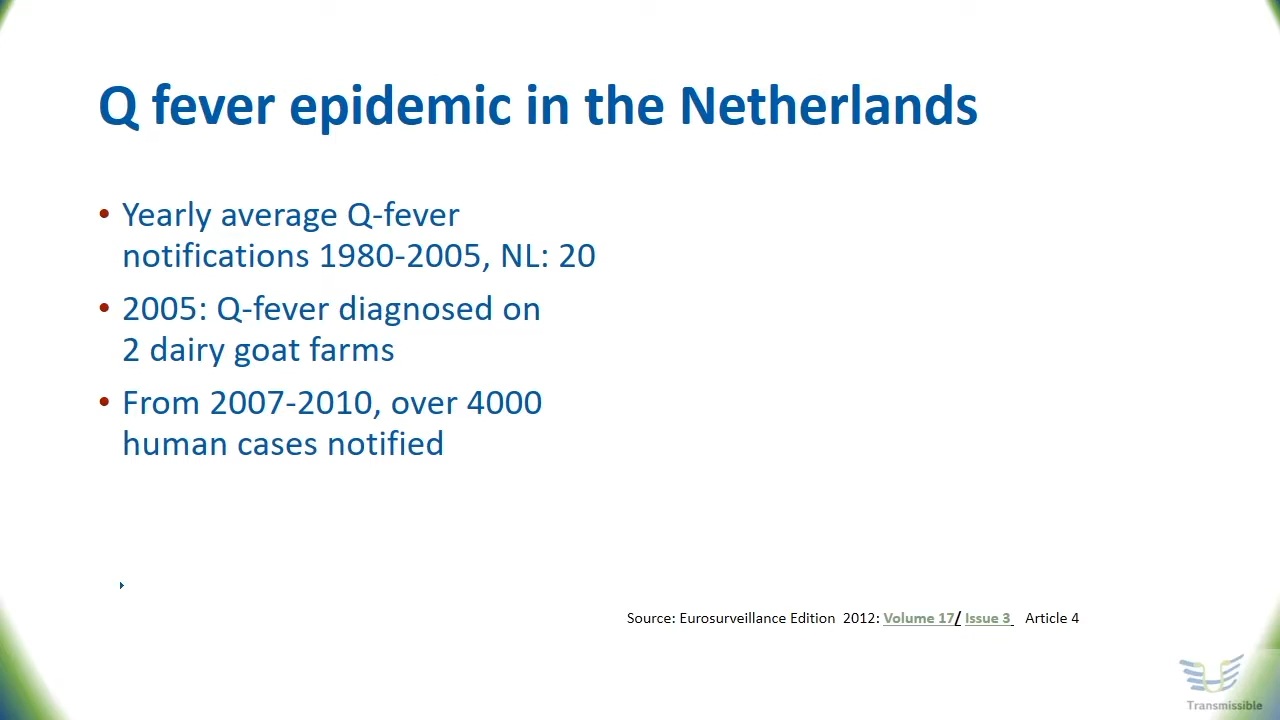 Q fever epidemic in the Netherlands
• Yearly average Q-fever
notifications 1980-2005, NL: 20
• 2005: Q-fever diagnosed on
2 dairy goat farms
• From 2007-2010, over 4000
human cases notified
Source: Eurosurveillance Edition 2012: Volume 17/ Issue 3 Article 4
Transmissible